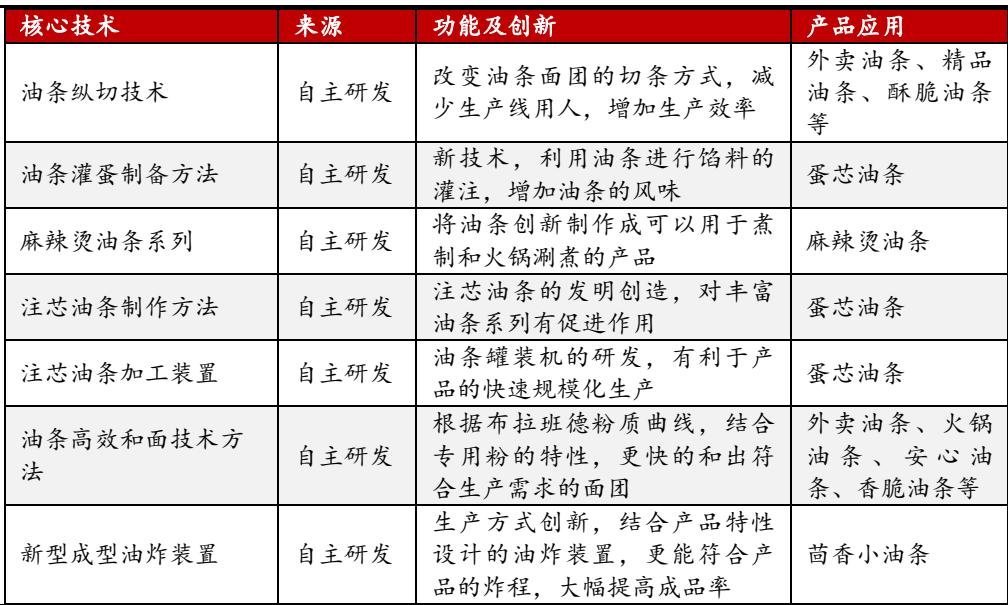 核心技术 来源 功能及创新 产品应用
油条纵切技术 自主研发 改变油条面团的切条方式，减
少生产线用人，增加生产效率 外卖油条、精品
油条、酥脆油条
等
油条灌蛋制备方法 自主研发 新技术，利用油条进行馅料的
灌注，增加油条的风味 蛋芯油条
麻辣烫油条系列 自主研发 将油条创新制作成可以用于煮
制和火锅涮煮的产品 麻辣烫油条
注芯油条制作方法 自主研发 注芯油条的发明创造，对丰富
油条系列有促进作用 蛋芯油条
注芯油条加工装置 自主研发 油条罐装机的研发，有利于产
品的快速规模化生产 蛋芯油条
油条高效和面技术方
法 自主研发 根据布拉班德粉质曲线，结合
专用粉的特性，更快的和出符
合生产需求的面团 外卖油条、火锅
油条、安心油
条、香脆油条等
新型成型油炸装置 自主研发 生产方式创新，结合产品特性
设计的油炸装置，更能符合产
品的炸程，大幅提高成品率 茴香小油条